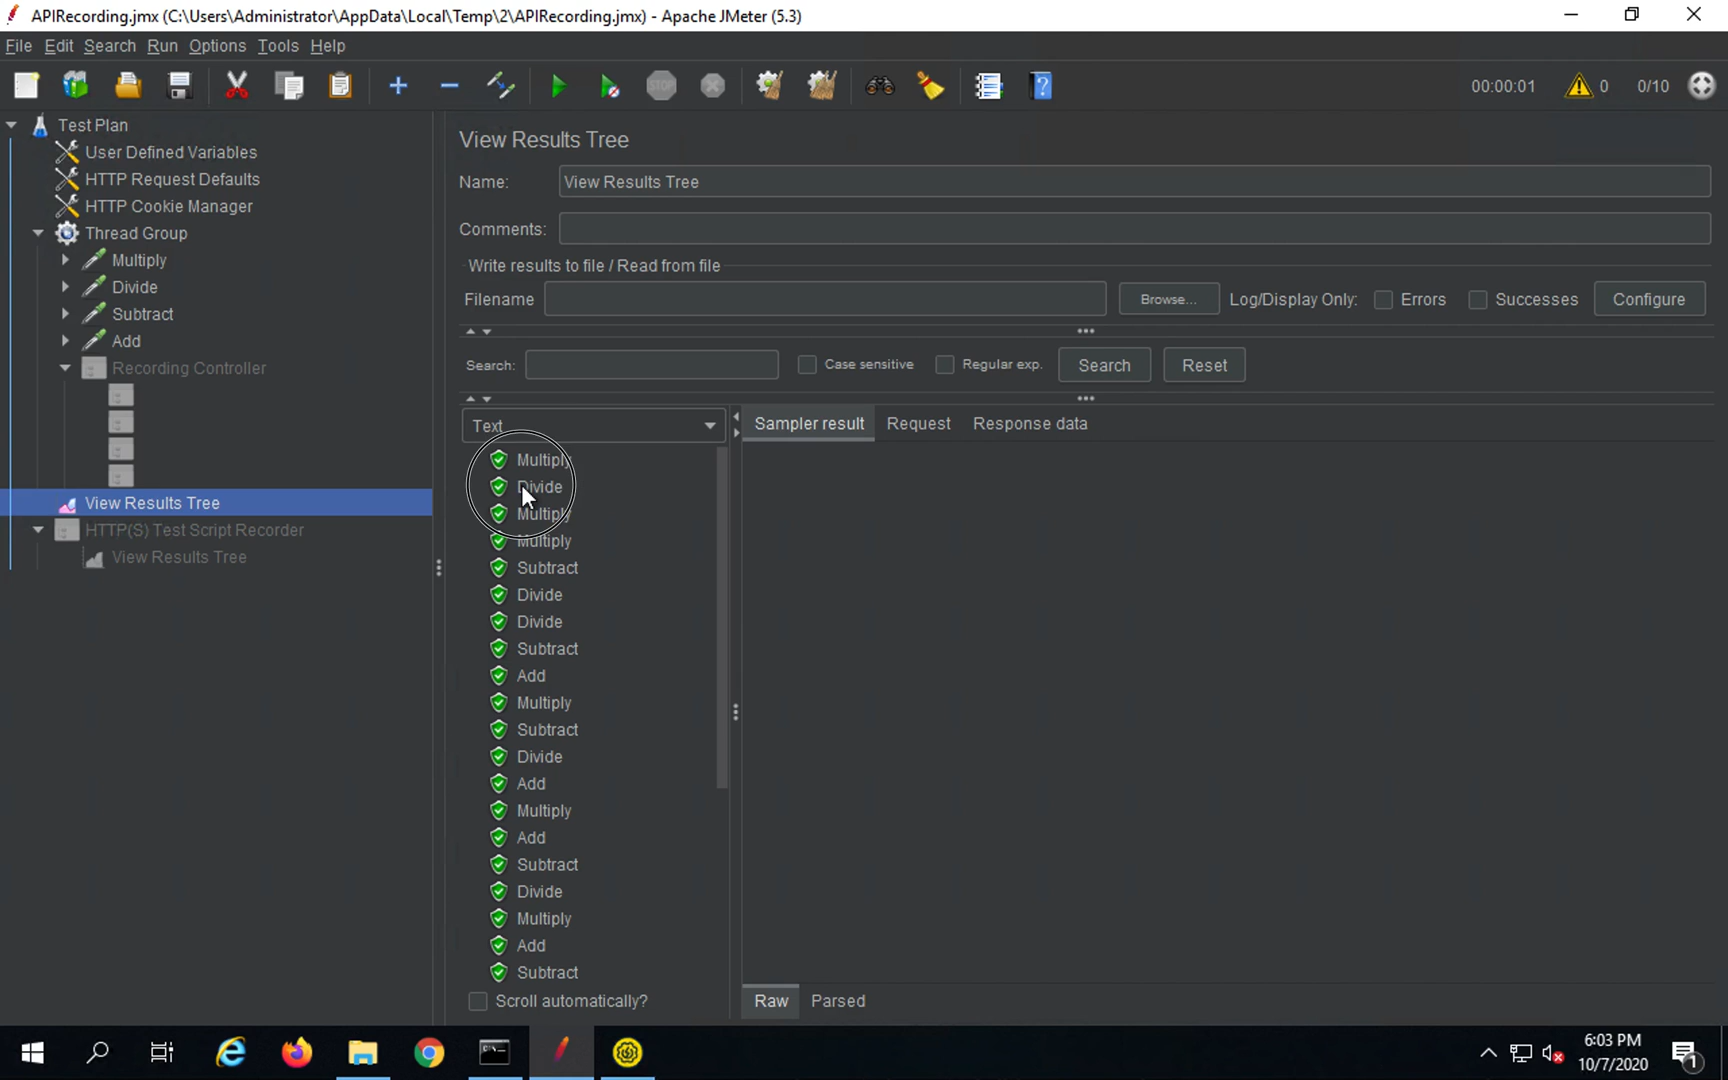 APIRecording.jmx (C:\Users\Administrator\AppData\Local\Temp\2\APIRecording.jmx) - Apache JMeter (5.3)
File Edit Search Run Options Tools Help
STOP 00:00:01 0 0/10
Test Plan
User Defined Variables
HTTP Request Defaults
HTTP Cookie Manager
Thread Group
Multiply
Divide
Subtract
Add
Recording Controller
View Results Tree
HTTP(S) Test Script Recorder
View Results Tree
View Results Tree
Name: View Results Tree
Comments:
Write results to file / Read from file
Filename Browse... Log/Display Only: Errors Successes Configure
Search: Case sensitive Regular exp. Search Reset
Text
Sampler result Request Response data
Multiply
Divide
Multiply
Multiply
Subtract
Divide
Divide
Subtract
Add
Multiply
Subtract
Divide
Add
Multiply
Add
Subtract
Divide
Multiply
Add
Subtract
Scroll automatically?
Raw Parsed
6:03 PM
10/7/2020
1